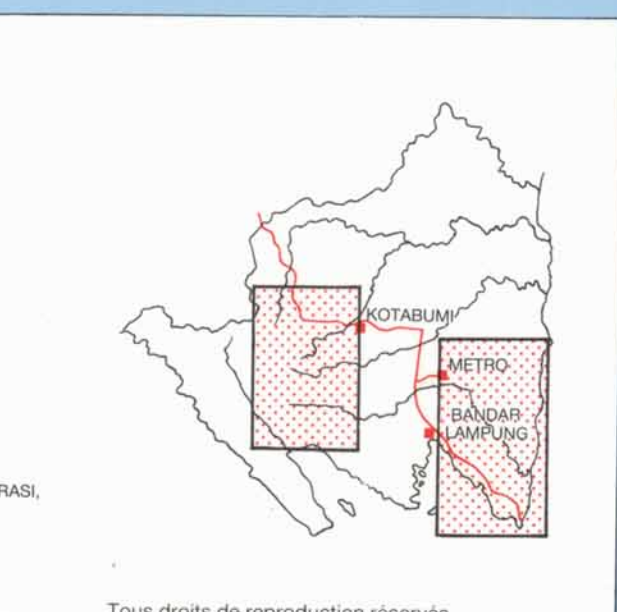 KOTABUMI
METRO
BANDAR
LAMPUNG
RASI,
Tous droits de reproduction réservés